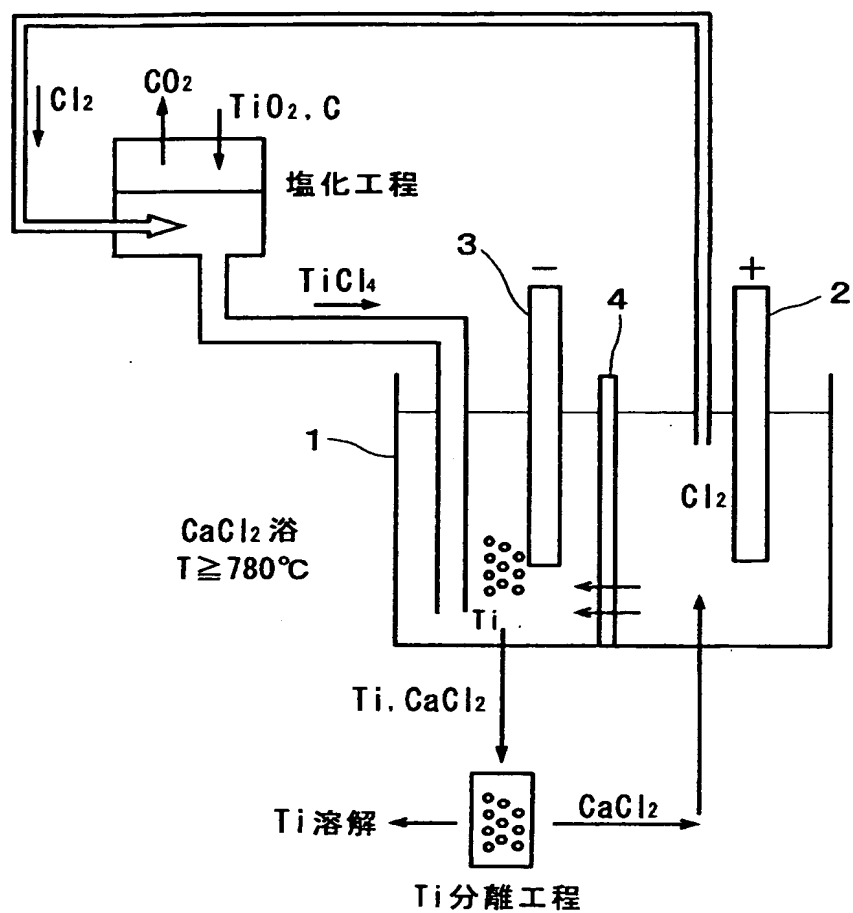 CO2
Cl2
TiO2, C
塩化工程
TiCl4
3
−
+
4
2
1
Cl2
CaCl2浴
T≧780℃
Ti
Ti, CaCl2
CaCl2
Ti溶解
Ti分離工程